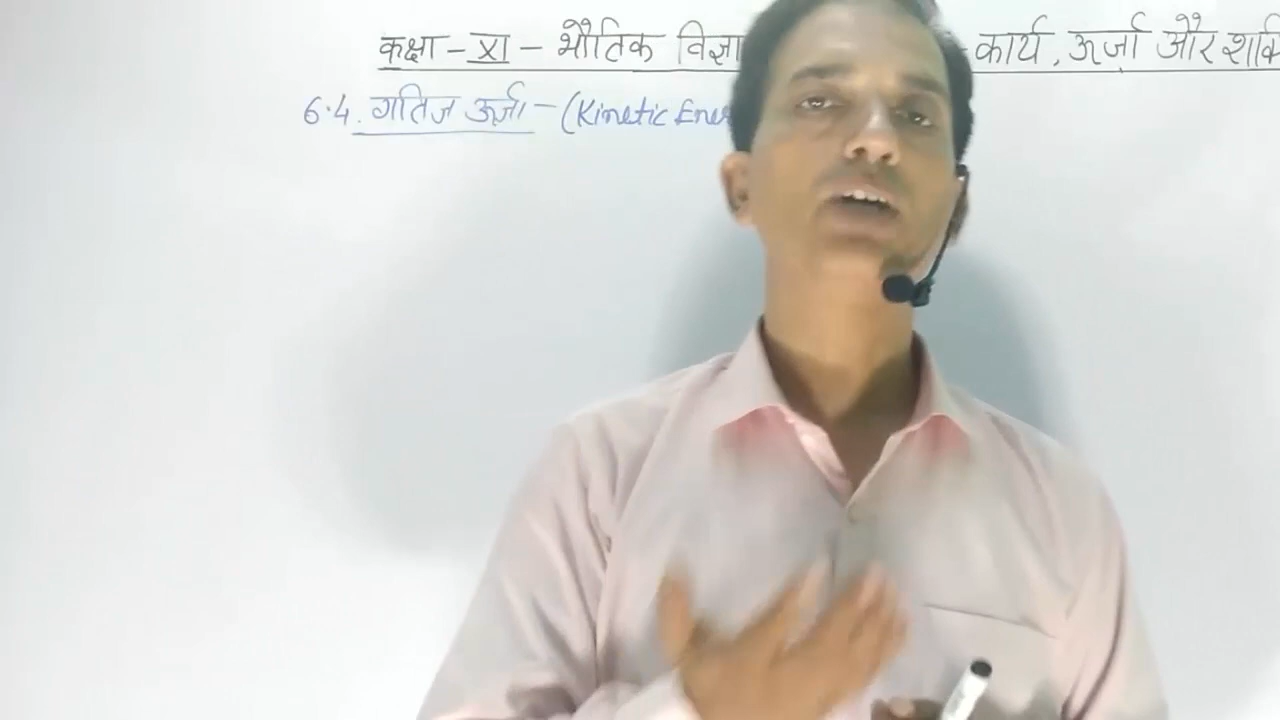 कक्षा - XI - भौतिक कार्य, ऊर्जा और
6.4. गतिज ऊर्जा - (Kinetic